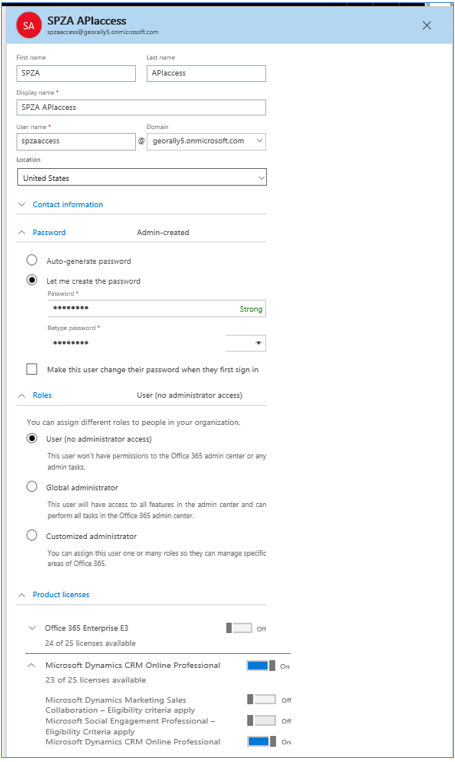 SA
SPZA APIaccess
spzaaccess@georally5.onmicrosoft.com
First name
Last name
SPZA
APIaccess
Display name *
SPZA APIaccess
User name *
Domain
spzaaccess
@
georally5.onmicrosoft.com
Location
United States
Contact information
Password
Admin-created
Auto-generate password
Let me create the password
Password *
Strong
Retype password *
Make this user change their password when they first sign in
Roles
User (no administrator access)
You can assign different roles to people in your organization.
User (no administrator access)
This user won't have permissions to the Office 365 admin center or any
admin tasks.
Global administrator
This user will have access to all features in the admin center and can
perform all tasks in the Office 365 admin center.
Customized administrator
You can assign this user one or many roles so they can manage specific
areas of Office 365.
Product licenses
Office 365 Enterprise E3
Off
24 of 25 licenses available
Microsoft Dynamics CRM Online Professional
On
23 of 25 licenses available
Microsoft Dynamics Marketing Sales
Off
Collaboration – Eligibility criteria apply
Microsoft Social Engagement Professional –
Off
Eligibility Criteria apply
Microsoft Dynamics CRM Online Professional
On